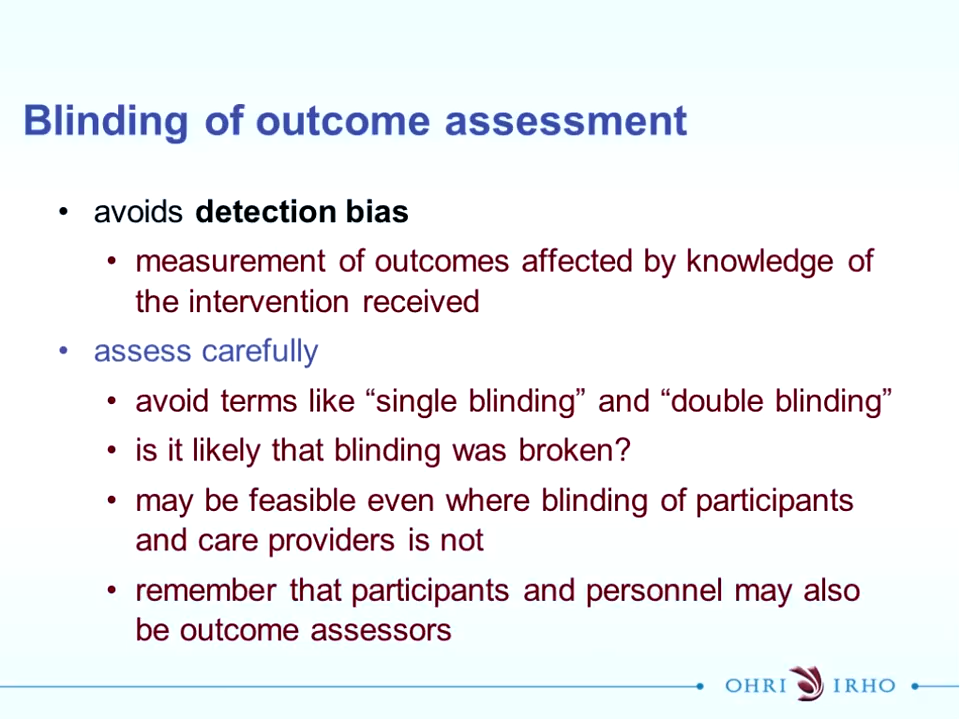 Blinding of outcome assessment
• avoids detection bias
• measurement of outcomes affected by knowledge of
the intervention received
• assess carefully
• avoid terms like “single blinding” and “double blinding”
• is it likely that blinding was broken?
• may be feasible even where blinding of participants
and care providers is not
• remember that participants and personnel may also
be outcome assessors
OHRI IRHO